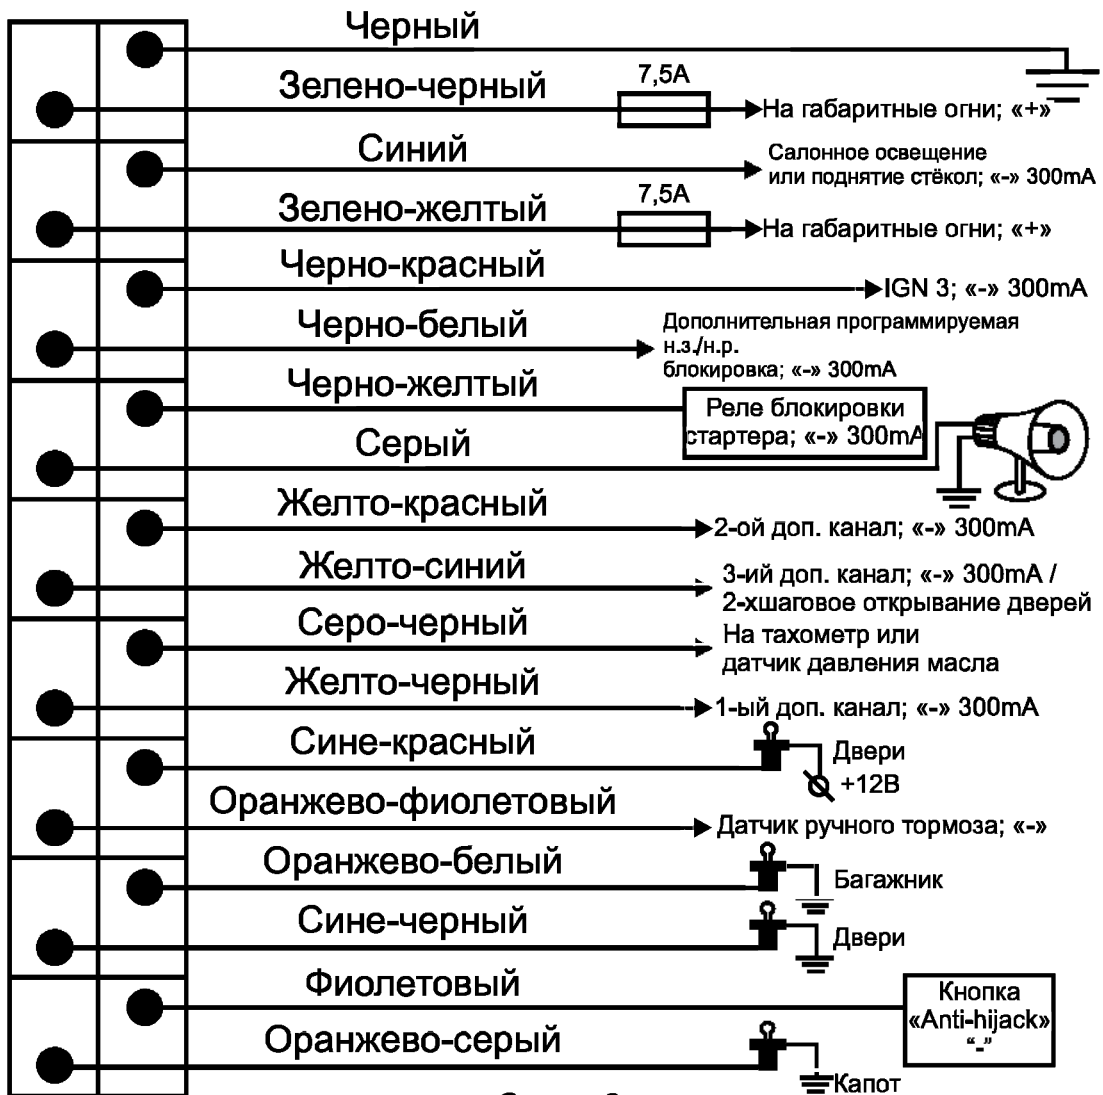 Черный
Зелено-черный
7,5А
На габаритные огни; «+»
Синий
Салонное освещение
или поднятие стёкол; «-» 300mA
Зелено-желтый
7,5А
На габаритные огни; «+»
Черно-красный
IGN 3; «-» 300mA
Черно-белый
Дополнительная программируемая
н.з./н.р.
блокировка; «-» 300mA
Черно-желтый
Реле блокировки
стартера; «-» 300mA
Серый
Желто-красный
2-ой доп. канал; «-» 300mA
Желто-синий
3-ий доп. канал; «-» 300mA /
2-хшаговое открывание дверей
Серо-черный
На тахометр или
датчик давления масла
Желто-черный
1-ый доп. канал; «-» 300mA
Сине-красный
Двери
+12В
Оранжево-фиолетовый
Датчик ручного тормоза; «-»
Оранжево-белый
Багажник
Сине-черный
Двери
Фиолетовый
Кнопка
«Anti-hijack»
“-”
Оранжево-серый
Капот